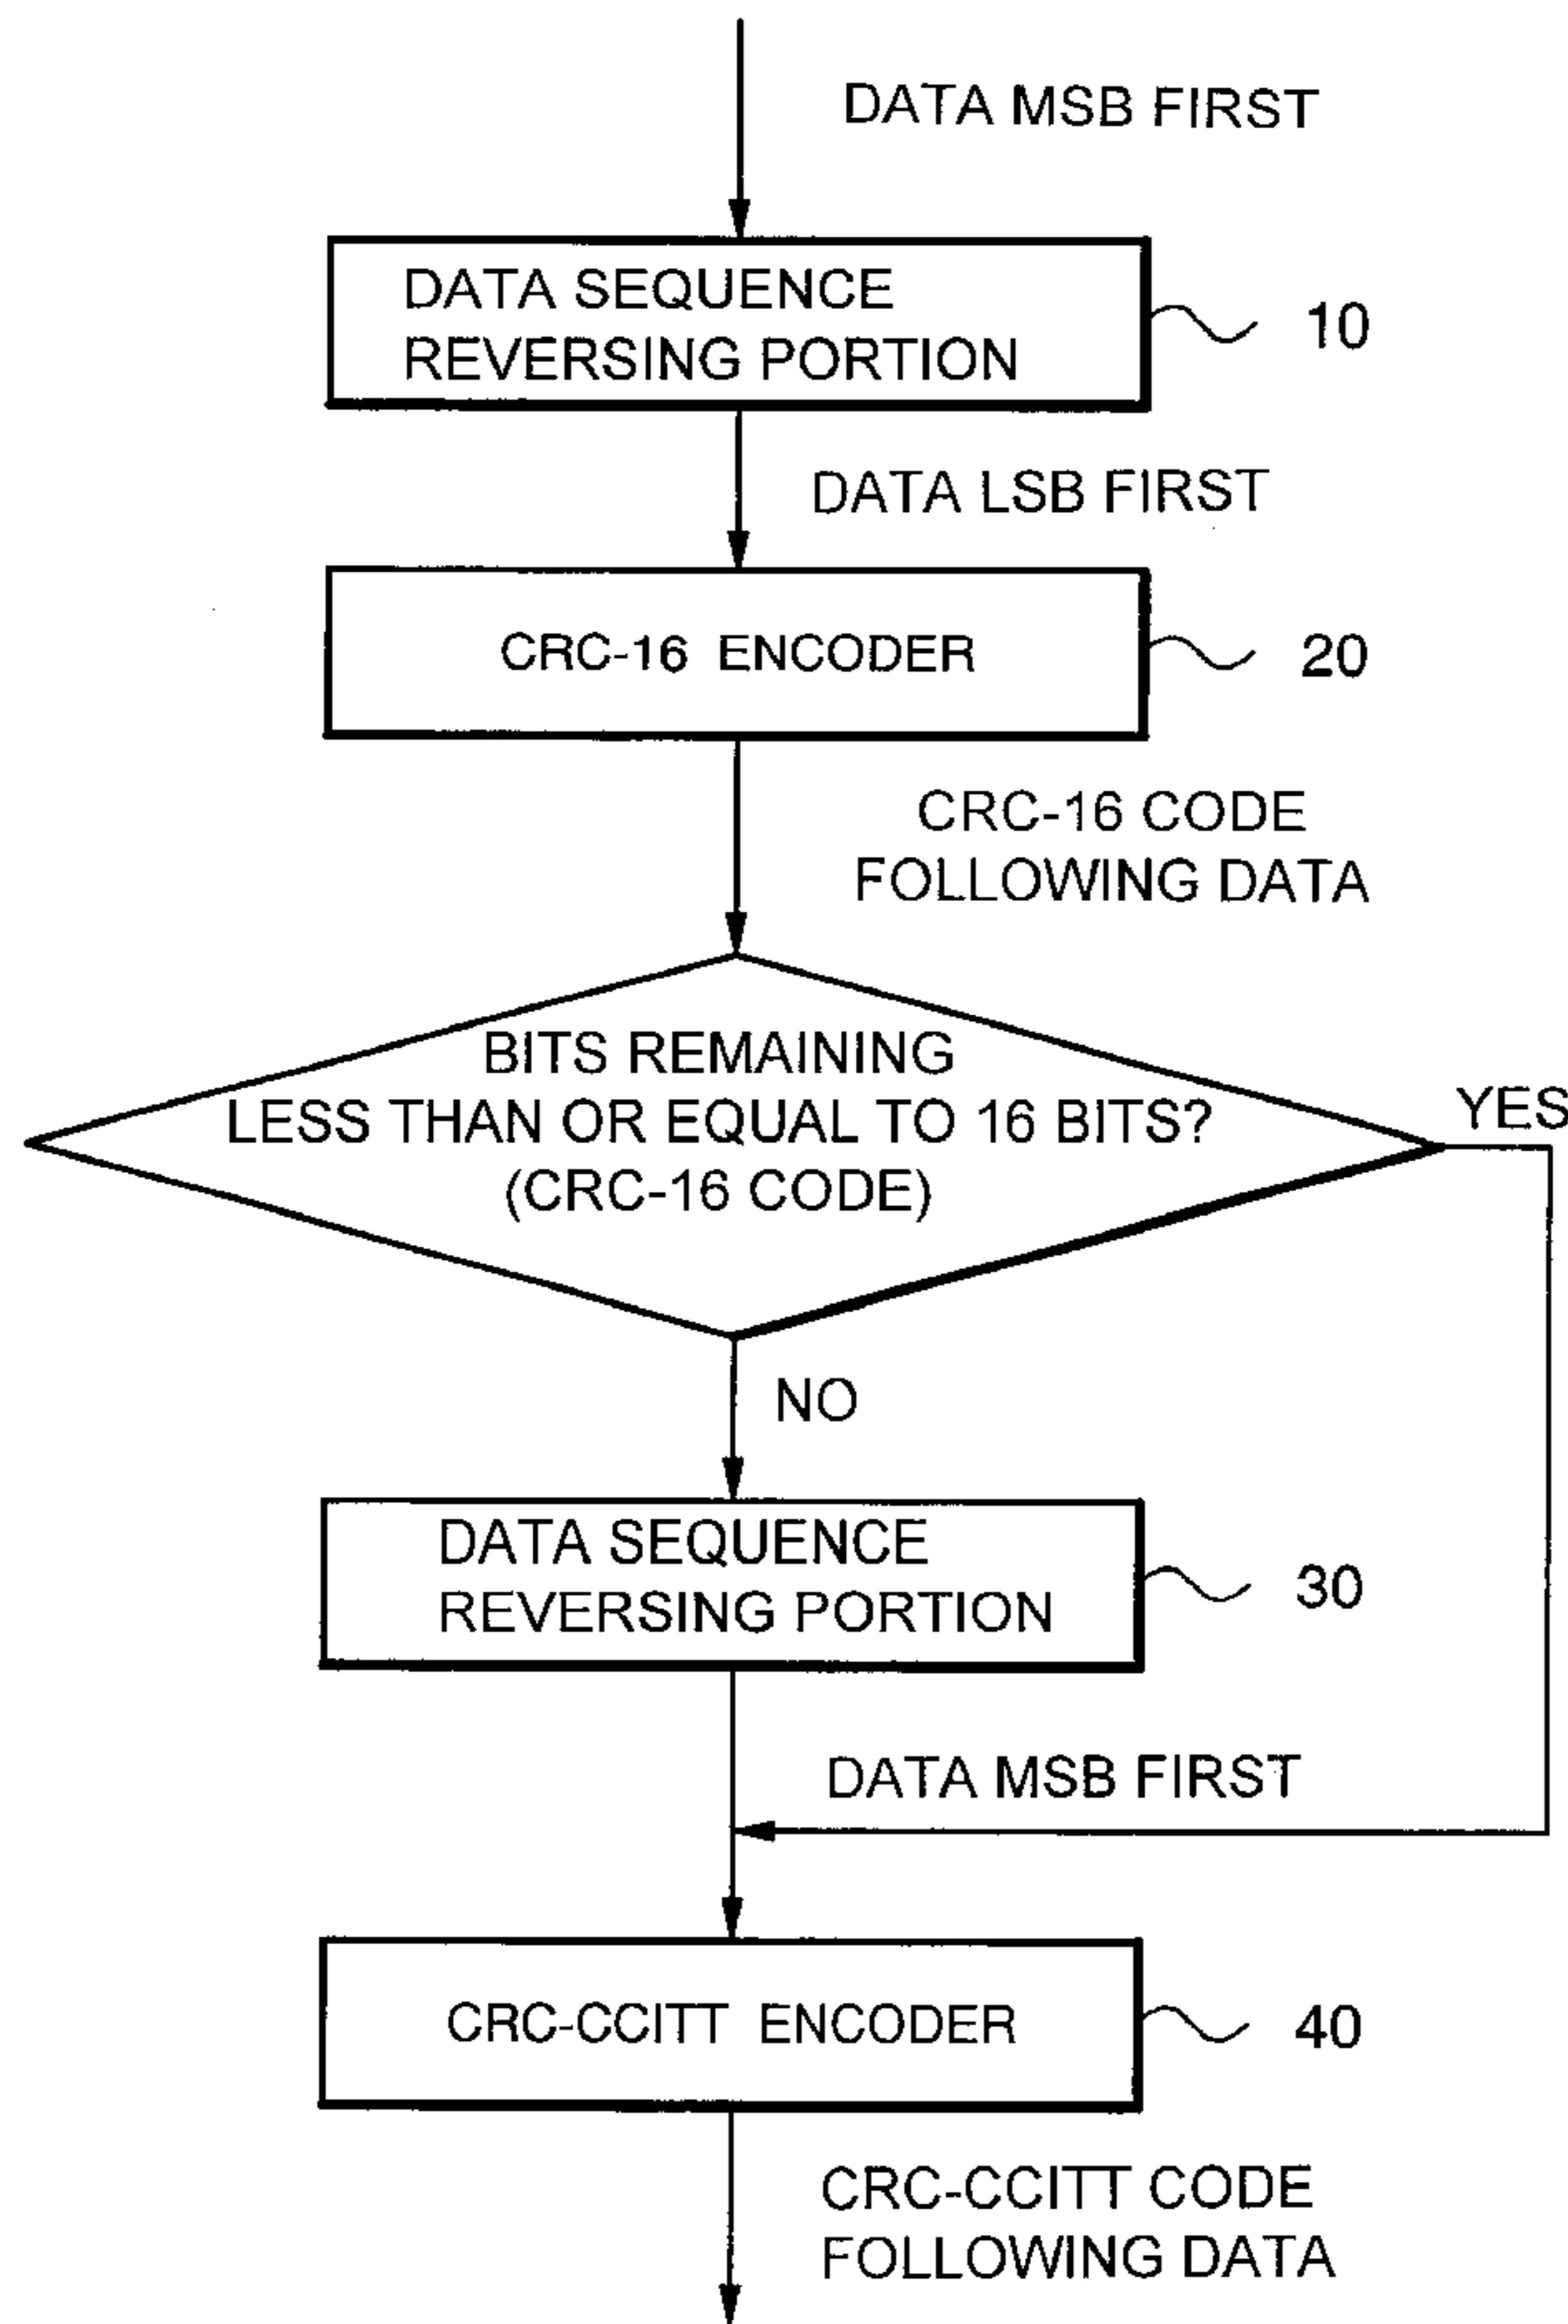 DATA MSB FIRST
DATA SEQUENCE
REVERSING PORTION
10
DATA LSB FIRST
CRC-16 ENCODER
20
CRC-16 CODE
FOLLOWING DATA
BITS REMAINING
LESS THAN OR EQUAL TO 16 BITS?
(CRC-16 CODE)
YES
NO
DATA SEQUENCE
REVERSING PORTION
30
DATA MSB FIRST
CRC-CCITT ENCODER
40
CRC-CCITT CODE
FOLLOWING DATA